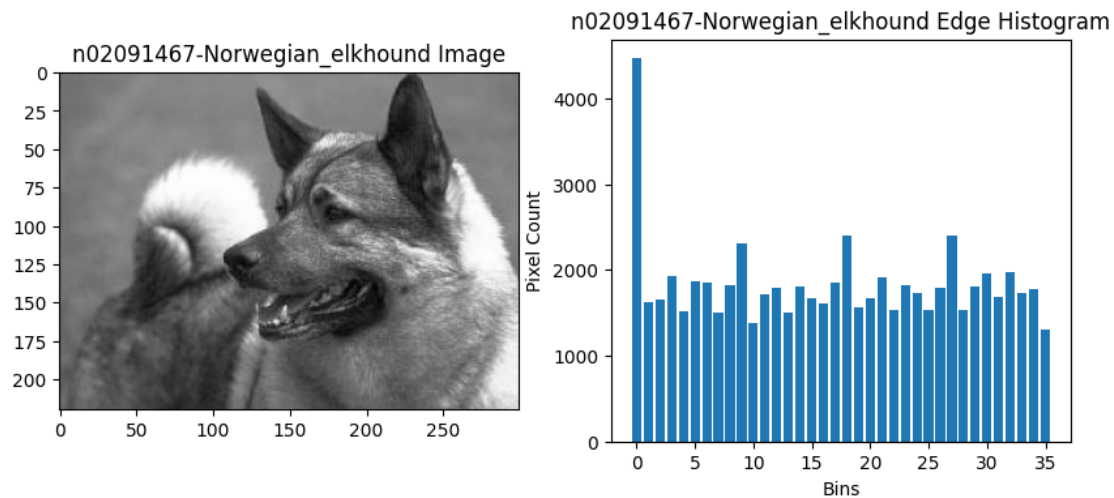 n02091467-Norwegian_elkhound Image
0
25
50
75
100
125
150
175
200
0 50 100 150 200 250
n02091467-Norwegian_elkhound Edge Histogram
Pixel Count
4000
3000
2000
1000
0
0 5 10 15 20 25 30 35
Bins